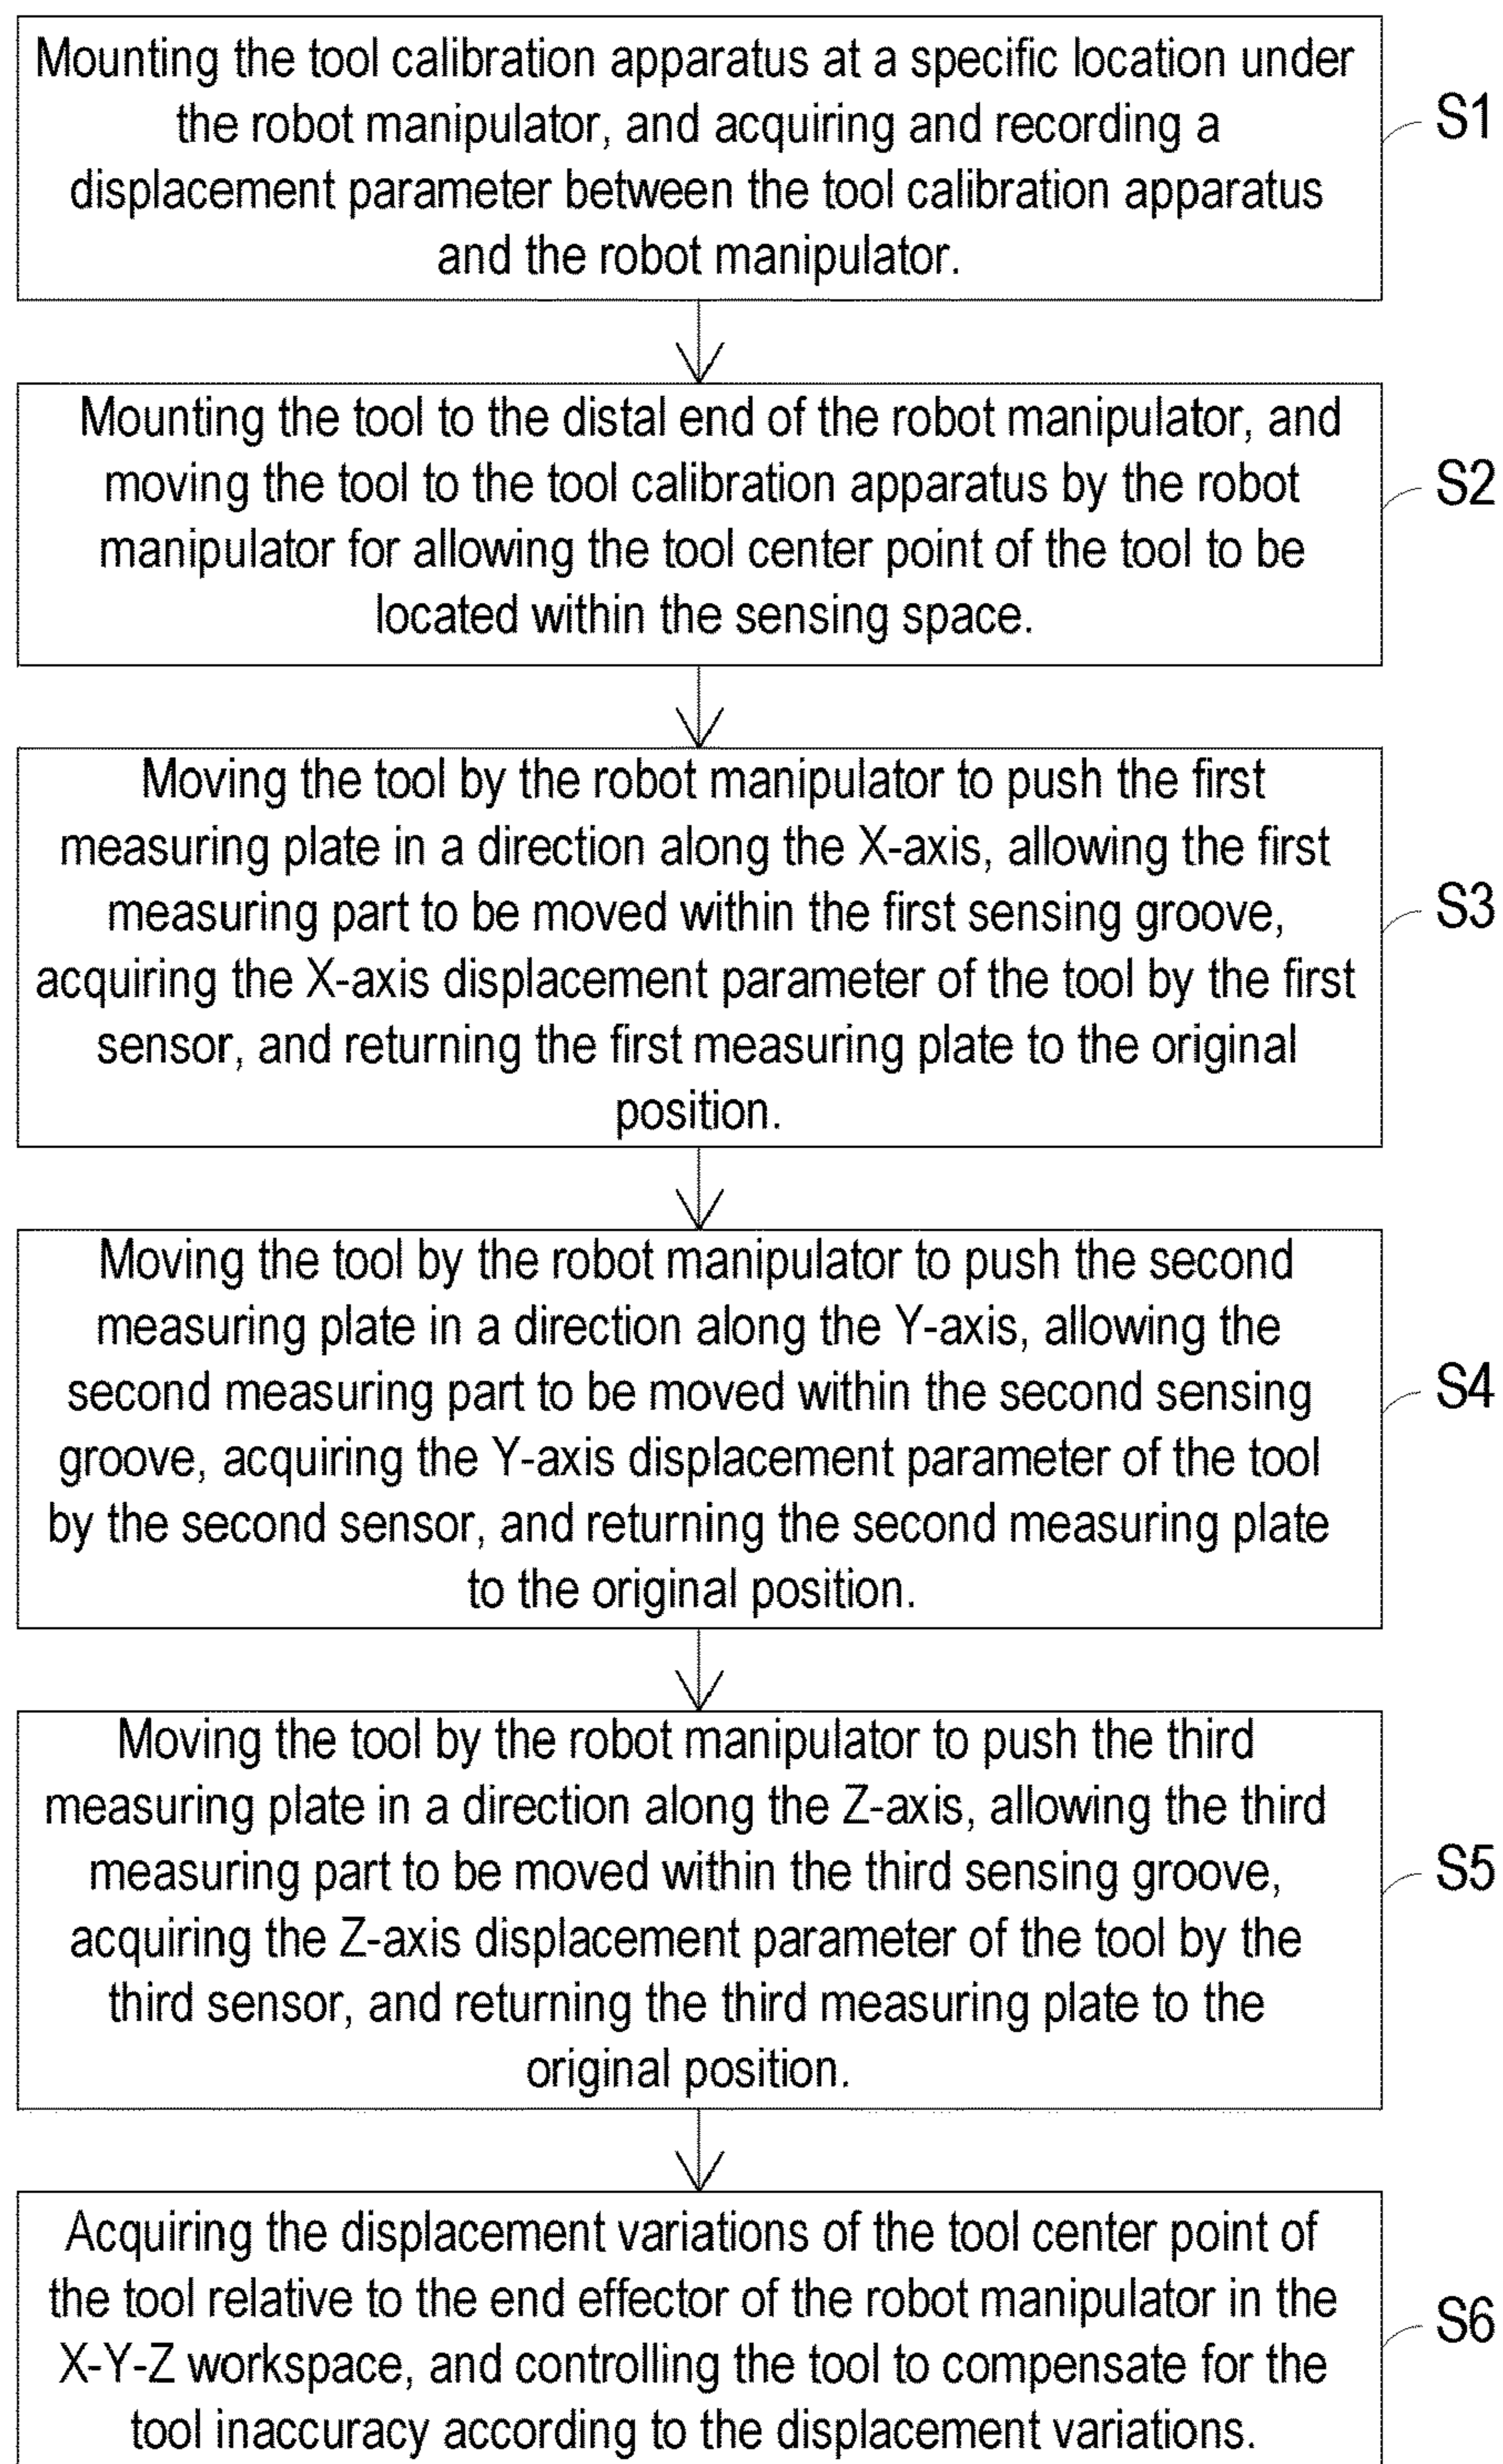 Mounting the tool calibration apparatus at a specific location under
the robot manipulator, and acquiring and recording a
displacement parameter between the tool calibration apparatus
and the robot manipulator.
S1
Mounting the tool to the distal end of the robot manipulator, and
moving the tool to the tool calibration apparatus by the robot
manipulator for allowing the tool center point of the tool to be
located within the sensing space.
S2
Moving the tool by the robot manipulator to push the first
measuring plate in a direction along the X-axis, allowing the first
measuring part to be moved within the first sensing groove,
acquiring the X-axis displacement parameter of the tool by the first
sensor, and returning the first measuring plate to the original
position.
S3
Moving the tool by the robot manipulator to push the second
measuring plate in a direction along the Y-axis, allowing the
second measuring part to be moved within the second sensing
groove, acquiring the Y-axis displacement parameter of the tool
by the second sensor, and returning the second measuring plate
to the original position.
S4
Moving the tool by the robot manipulator to push the third
measuring plate in a direction along the Z-axis, allowing the third
measuring part to be moved within the third sensing groove,
acquiring the Z-axis displacement parameter of the tool by the
third sensor, and returning the third measuring plate to the
original position.
S5
Acquiring the displacement variations of the tool center point of
the tool relative to the end effector of the robot manipulator in the
X-Y-Z workspace, and controlling the tool to compensate for the
tool inaccuracy according to the displacement variations.
S6